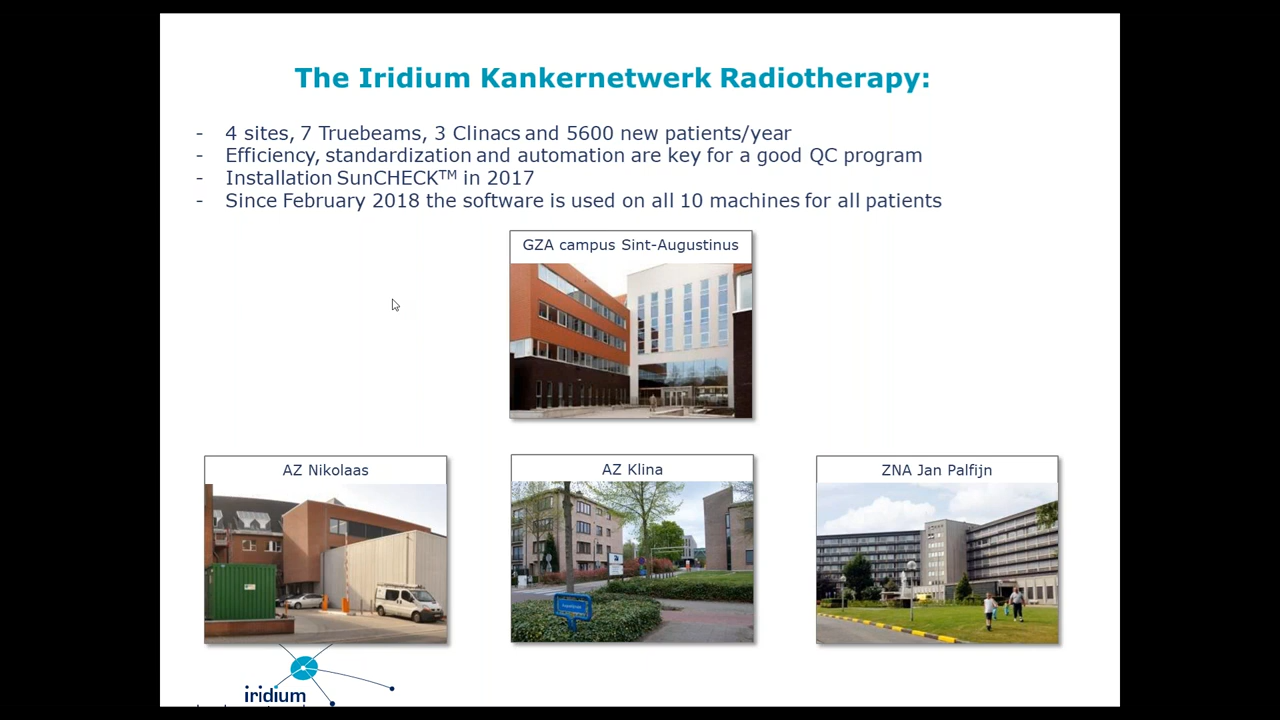 The Iridium Kankernetwerk Radiotherapy:
- 4 sites, 7 Truebeams, 3 Clinacs and 5600 new patients/year
- Efficiency, standardization and automation are key for a good QC program
- Installation SunCHECK™ in 2017
- Since February 2018 the software is used on all 10 machines for all patients
GZA campus Sint-Augustinus
AZ Nikolaas
AZ Klina
ZNA Jan Palfijn
iridium